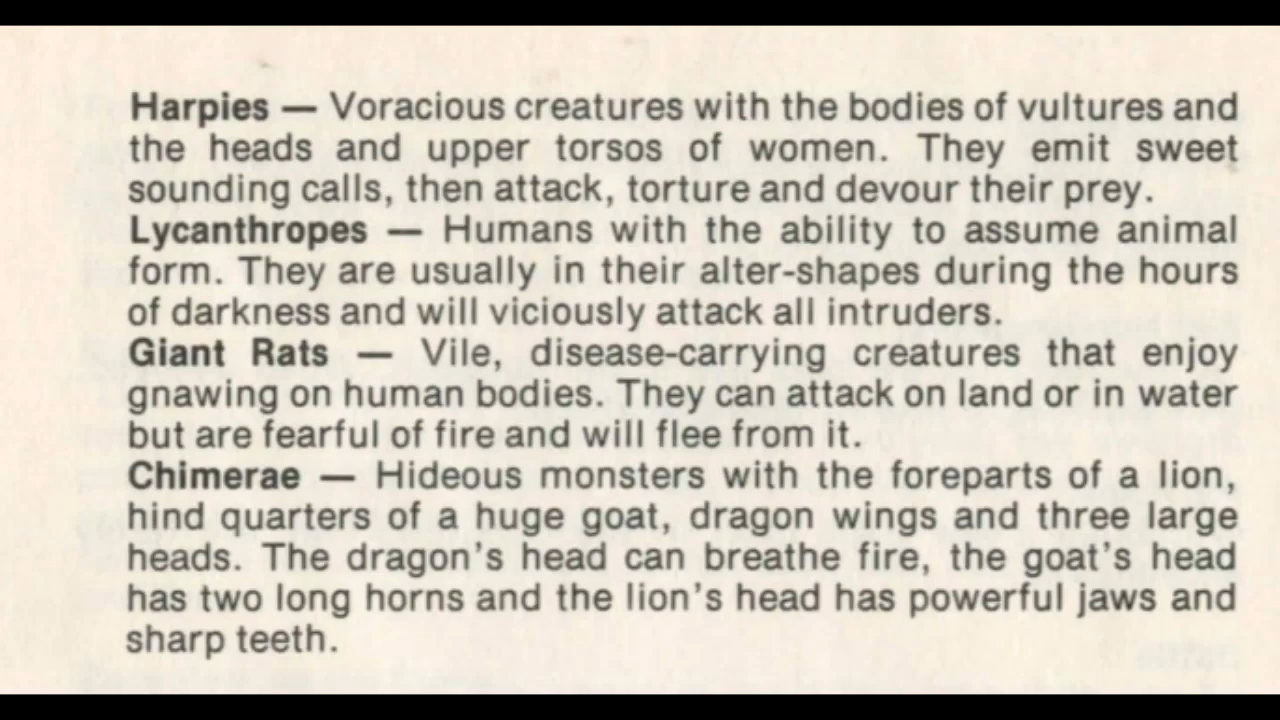 Harpies — Voracious creatures with the bodies of vultures and
the heads and upper torsos of women. They emit sweet
sounding calls, then attack, torture and devour their prey.
Lycanthropes — Humans with the ability to assume animal
form. They are usually in their alter-shapes during the hours
of darkness and will viciously attack all intruders.
Giant Rats — Vile, disease-carrying creatures that enjoy
gnawing on human bodies. They can attack on land or in water
but are fearful of fire and will flee from it.
Chimerae — Hideous monsters with the foreparts of a lion,
hind quarters of a huge goat, dragon wings and three large
heads. The dragon's head can breathe fire, the goat's head
has two long horns and the lion's head has powerful jaws and
sharp teeth.